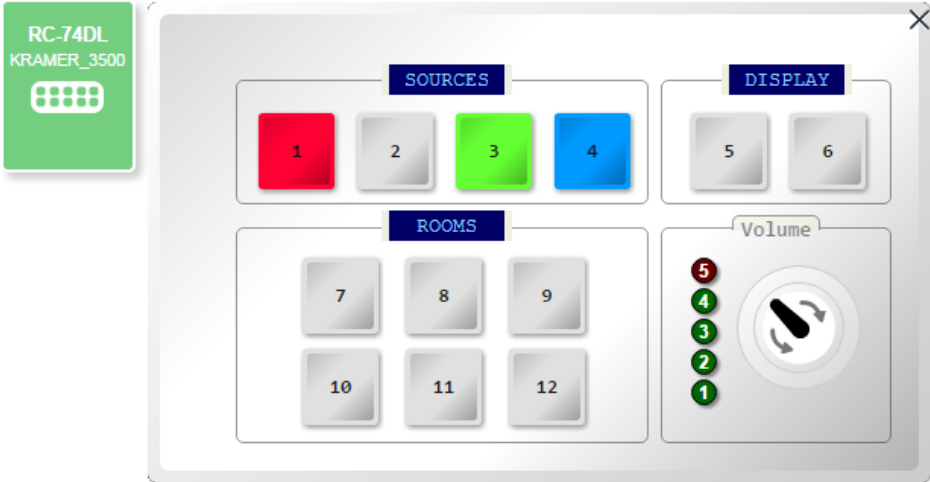 RC-74DL
KRAMER_3500
SOURCES
1 2 3 4
DISPLAY
5 6
ROOMS
7 8 9
10 11 12
Volume
5
4
3
2
1